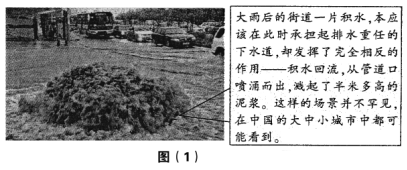 大雨后的街道一片积水,本应
该在此时承担起排水重任的
下水道,却发挥了完全相反的
作用——积水回流,从管道口
喷涌而出,溅起了半米多高的
泥浆。这样的场景并不罕见,
在中国的大中小城市中都可
能看到。
图(1)